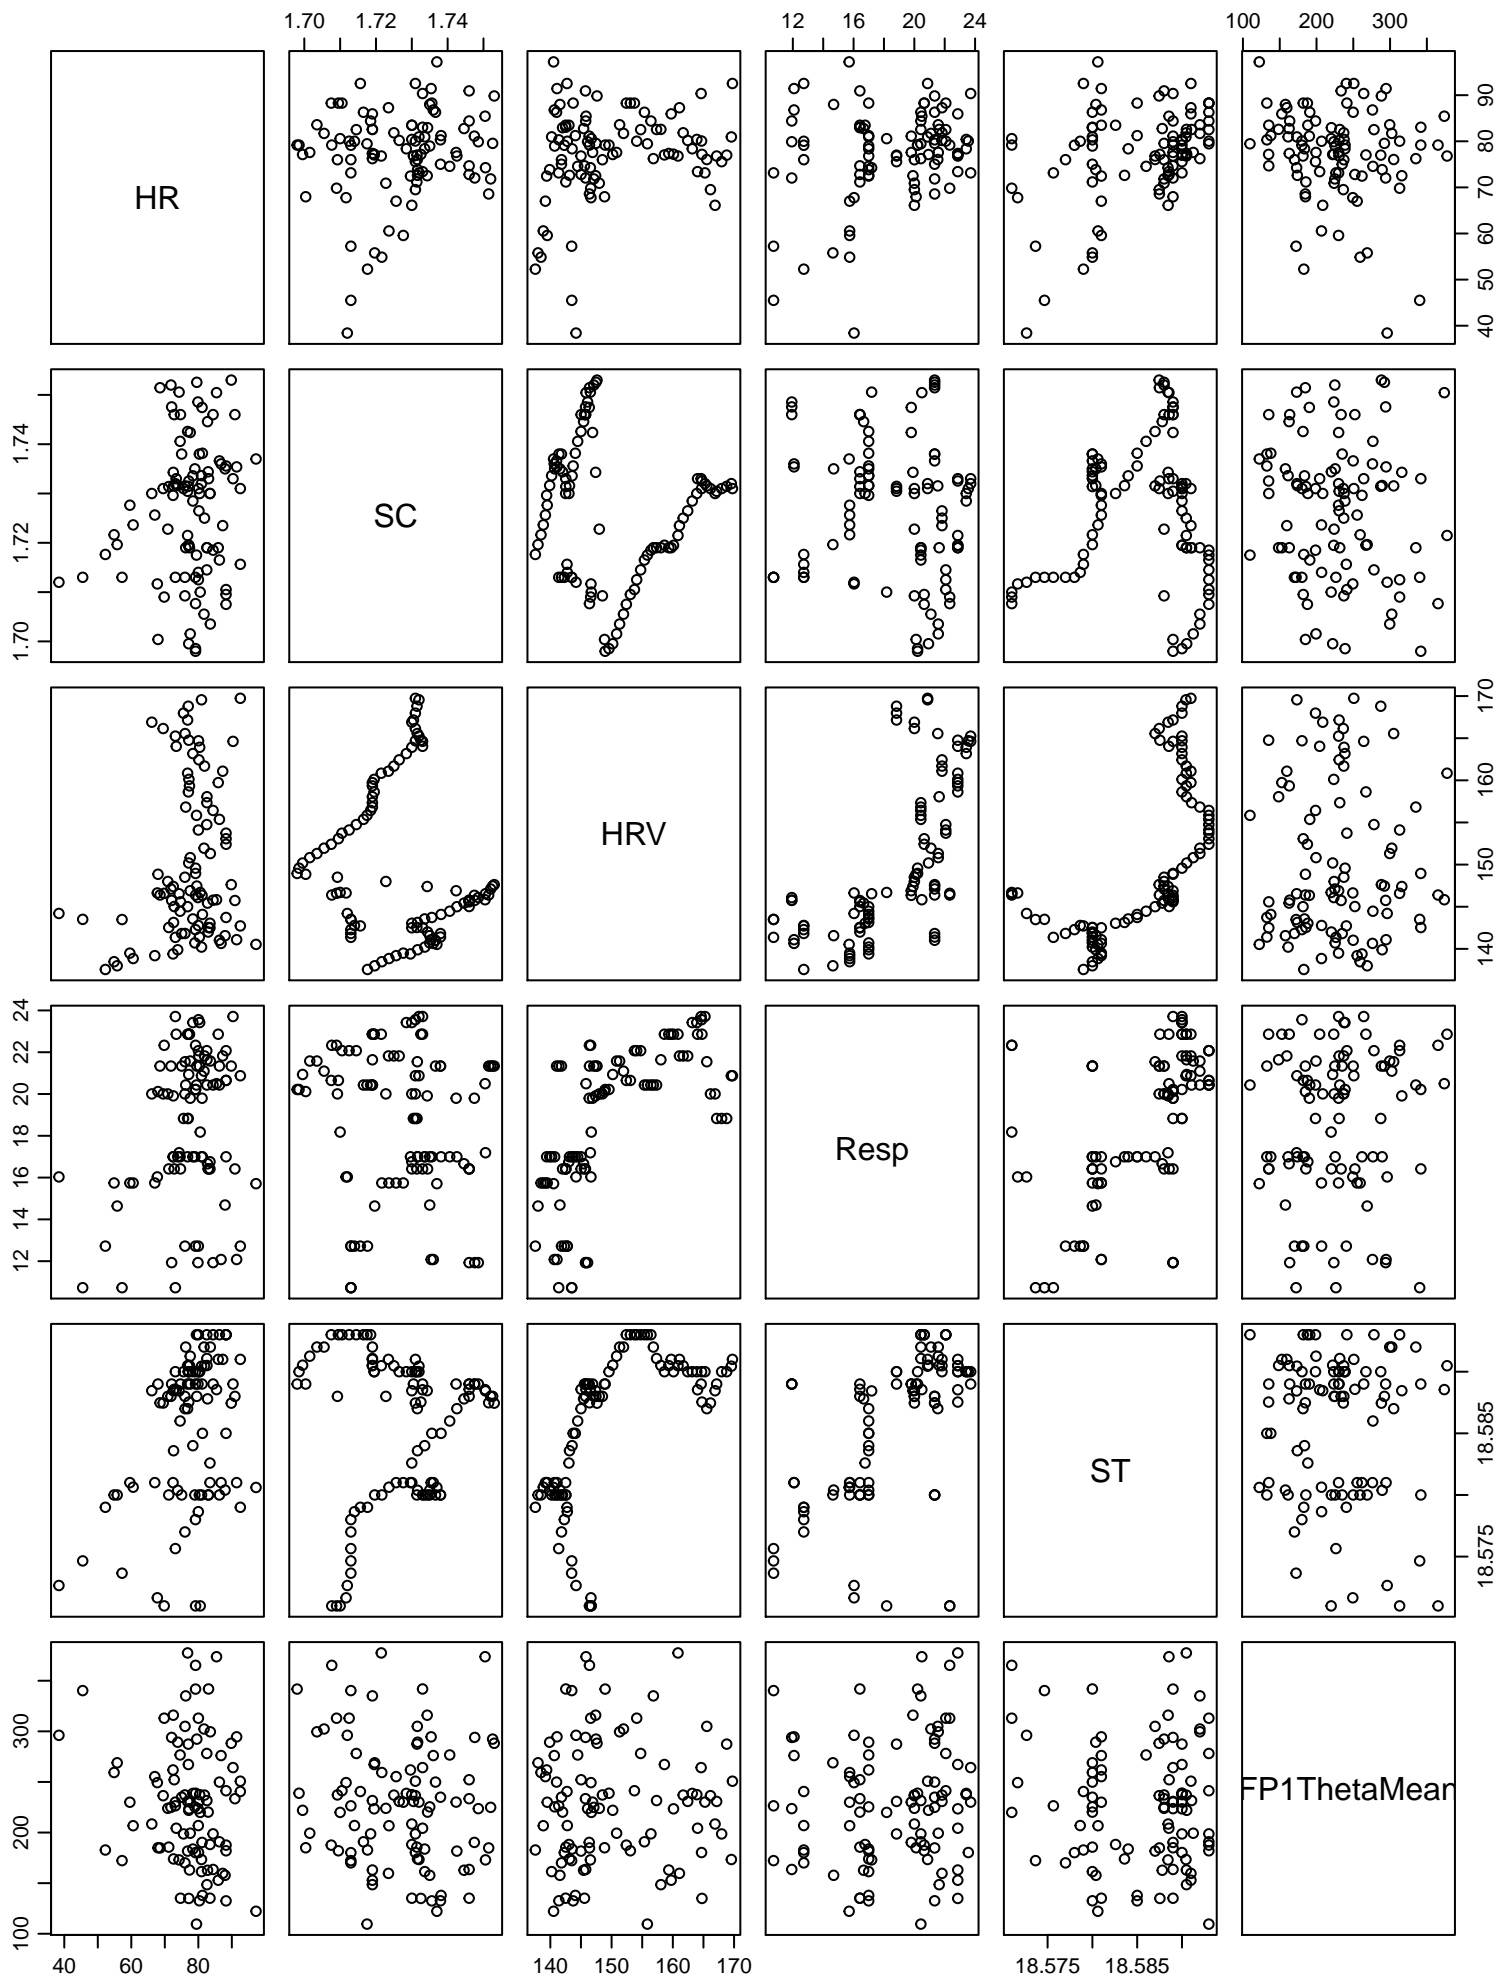 1.70 1.72 1.74 12 16 20 24 100 200 300
HR
40 50 60 70 80 90
1.70 1.72 1.74
SC
HRV
140 150 160 170
12 14 16 18 20 22 24
Resp
ST
18.575 18.585
100 200 300
FP1ThetaMean
40 60 80 140 150 160 170 18.575 18.585